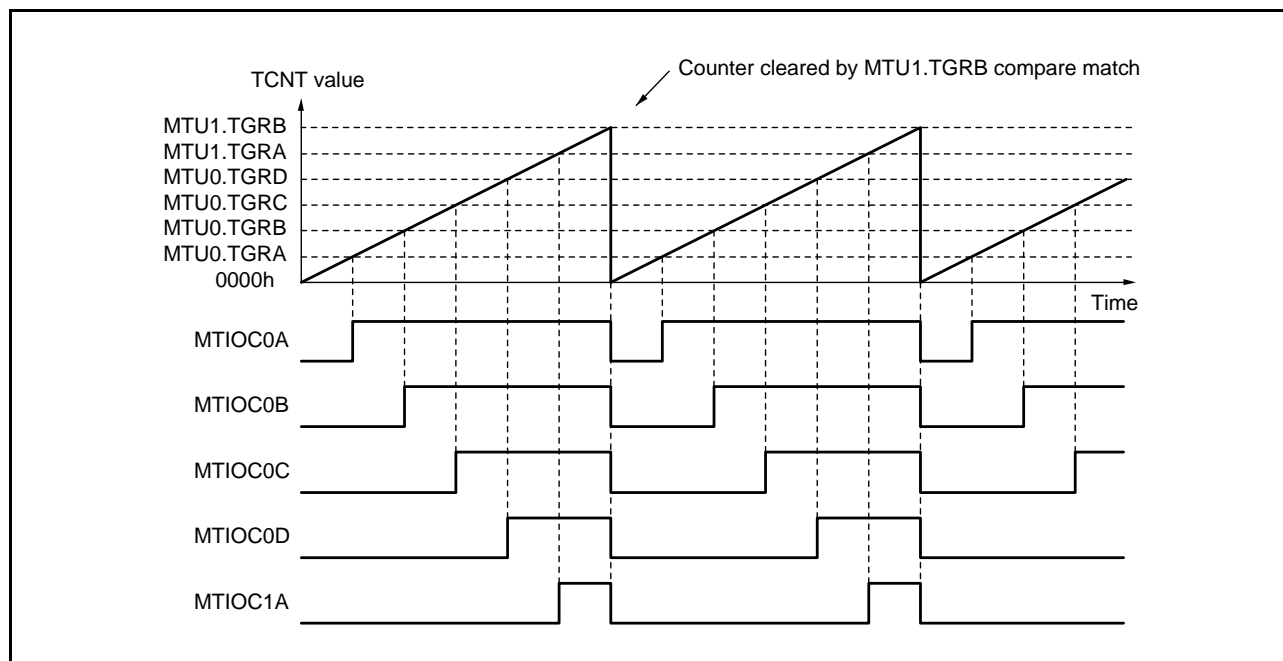 Counter cleared by MTU1.TGRB compare match
TCNT value
MTU1.TGRB
MTU1.TGRA
MTU0.TGRD
MTU0.TGRC
MTU0.TGRB
MTU0.TGRA
0000h
Time
MTIOC0A
MTIOC0B
MTIOC0C
MTIOC0D
MTIOC1A